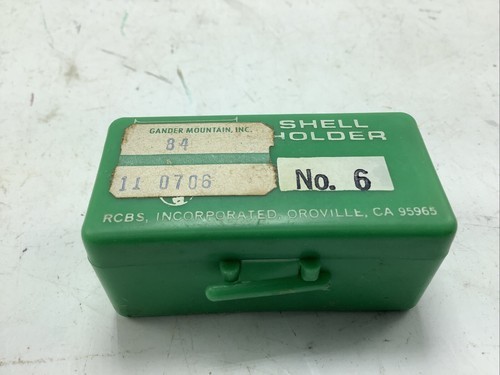 GANDER MOUNTAIN, INC.
84
11 0706
SHELL
HOLDER
No. 6
RCBS, INCORPORATED, OROVILLE, CA 95965